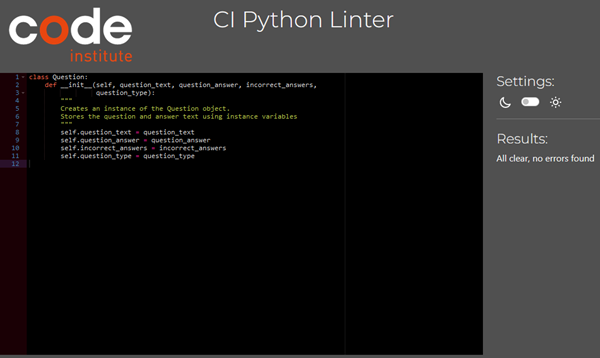 code
institute
CI Python Linter
1 class Question:
2 def __init__(self, question_text, question_answer, incorrect_answers,
3 question_type):
4 """
5 Creates an instance of the Question object.
6 Stores the question and answer text using instance variables
7 """
8 self.question_text = question_text
9 self.question_answer = question_answer
10 self.incorrect_answers = incorrect_answers
11 self.question_type = question_type
12
Settings:
Results:
All clear, no errors found